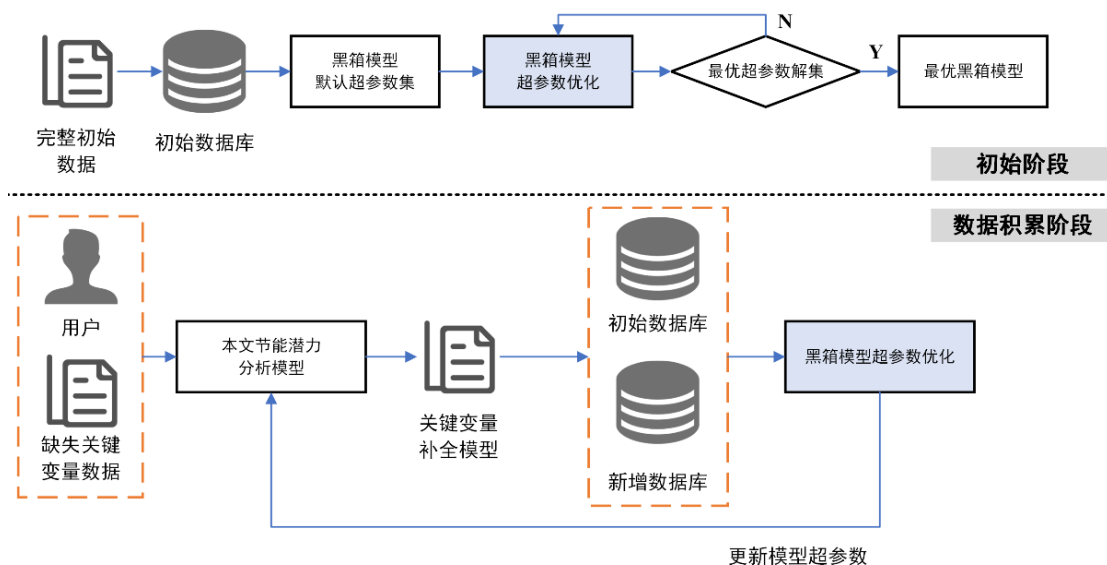 N
Y
黑箱模型
默认超参数集
黑箱模型
超参数优化
最优超参数解集
最优黑箱模型
完整初始
数据
初始数据库
初始阶段
数据积累阶段
用户
缺失关键
变量数据
本文节能潜力
分析模型
关键变量
补全模型
初始数据库
新增数据库
黑箱模型超参数优化
更新模型超参数